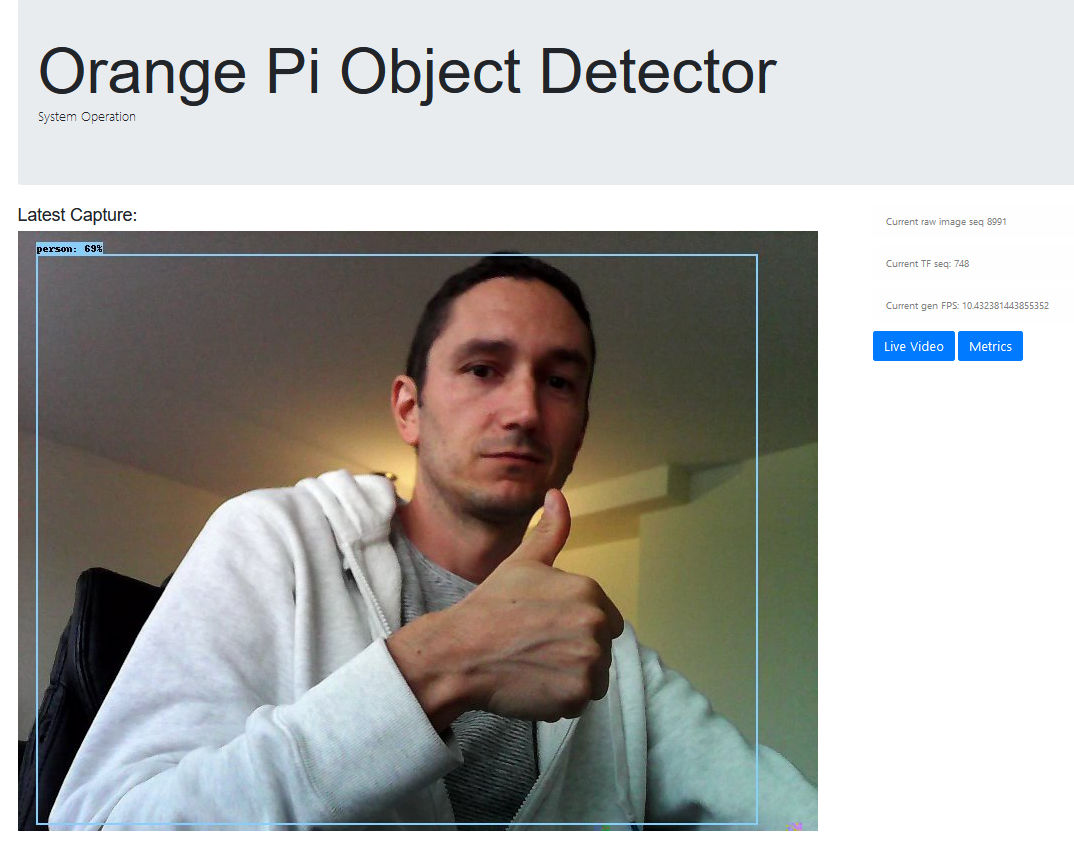 Orange Pi Object Detector
System Operation
Latest Capture:
person: 69%
Current raw image seq 8991
Current TF seq: 748
Current gen FPS: 10.432381443855352
Live Video
Metrics